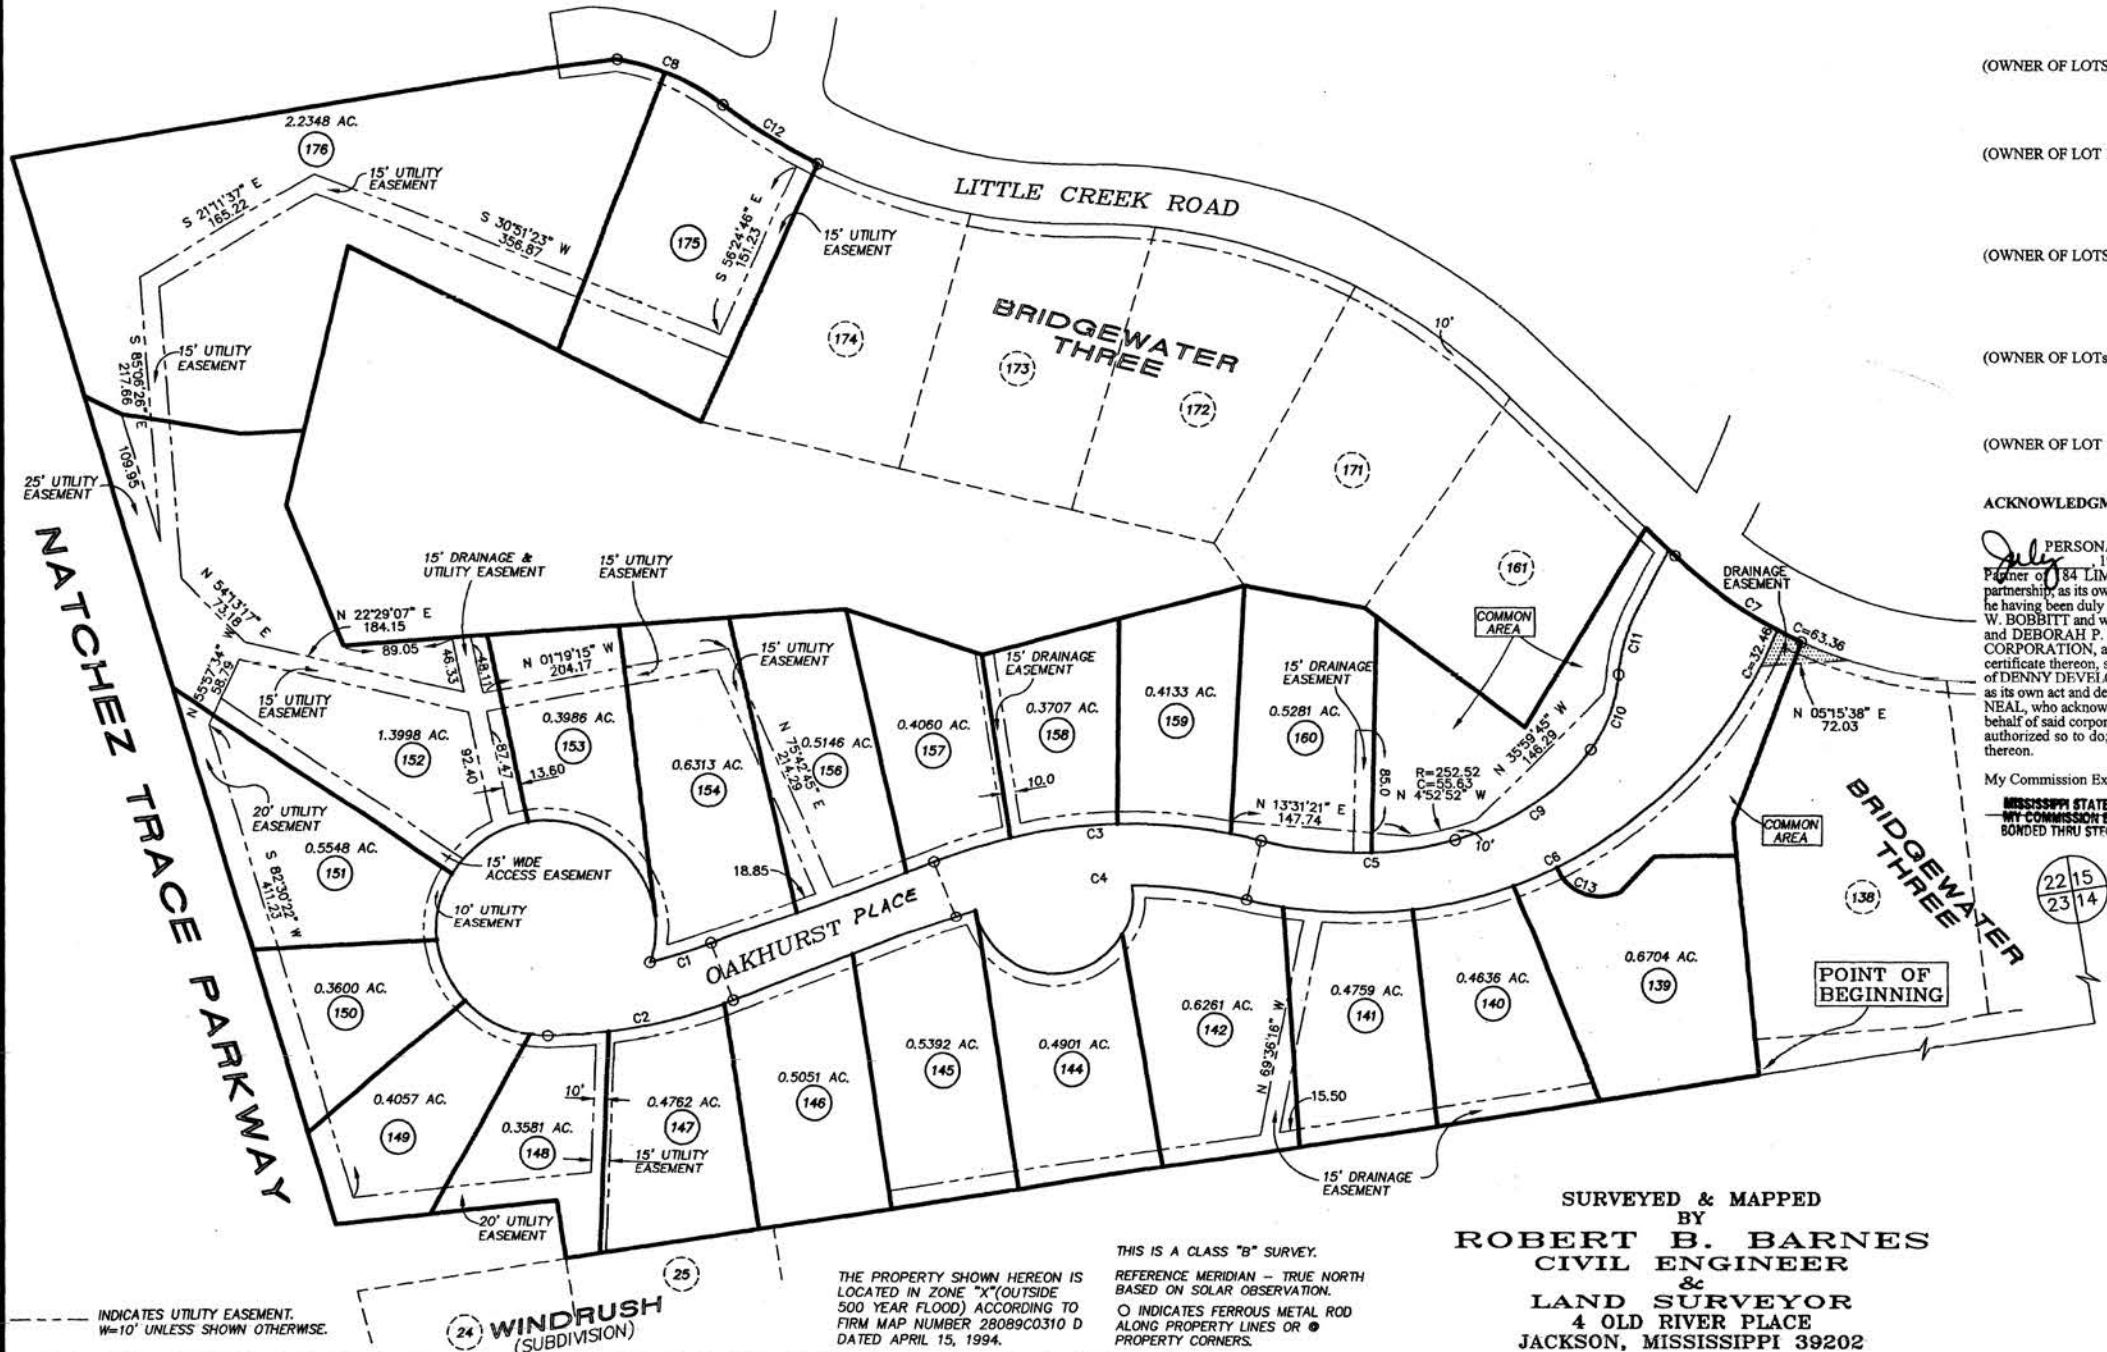 (OWNER OF LOTS
(OWNER OF LOT
(OWNER OF LOTS
(OWNER OF LOTs
(OWNER OF LOT
ACKNOWLEDGM
PERSONA
July , 1
Partner of 84 LIM
partnership, as its ow
he having been duly
W. BOBBITT and w
and DEBORAH P.
CORPORATION, a
certificate thereon, s
of DENNY DEVELO
as its own act and de
NEAL, who acknow
behalf of said corpor
authorized so to do;
thereon.
My Commission Ex
MISSISSIPPI STATE
MY COMMISSION E
BONDED THRU STE
22 15
23 14
C8
C12
2.2348 AC.
176
15' UTILITY
EASEMENT
S 21°11'37" E
165.22
S 30°51'23" W
356.87
175
S 56°24'46" E
151.23
15' UTILITY
EASEMENT
LITTLE CREEK ROAD
BRIDGEWATER
THREE
174
173
172
171
161
10'
S 85°06'26" E
217.66
15' UTILITY
EASEMENT
109.95
25' UTILITY
EASEMENT
NATCHEZ TRACE PARKWAY
N 54°13'17" E
73.18
N 22°29'07" E
184.15
89.05
15' DRAINAGE &
UTILITY EASEMENT
15' UTILITY
EASEMENT
46.33
48.11
N 01°19'15" W
204.17
15' UTILITY
EASEMENT
N 55°57'34" W
58.79
15' UTILITY
EASEMENT
1.3998 AC.
152
92.40
87.47
13.60
0.3986 AC.
153
0.6313 AC.
154
N 75°42'45" E
214.29
0.5146 AC.
156
0.4060 AC.
157
15' DRAINAGE
EASEMENT
0.3707 AC.
158
10.0
0.4133 AC.
159
15' DRAINAGE
EASEMENT
0.5281 AC.
160
85.0
N 13°31'21" E
147.74
R=252.52
C=55.63
N 4°52'52" W
N 35°59'45" W
146.29
COMMON
AREA
C11
C10
C9
10'
DRAINAGE
EASEMENT
C7
C=63.36
C=32.46
N 05°15'38" E
72.03
COMMON
AREA
BRIDGEWATER
THREE
138
20' UTILITY
EASEMENT
0.5548 AC.
151
S 82°30'22" W
411.23
15' WIDE
ACCESS EASEMENT
10' UTILITY
EASEMENT
18.85
C1
OAKHURST PLACE
C3
C4
C5
C6
C13
C2
0.3600 AC.
150
0.4057 AC.
149
0.3581 AC.
148
10'
0.4762 AC.
147
15' UTILITY
EASEMENT
20' UTILITY
EASEMENT
0.5051 AC.
146
0.5392 AC.
145
0.4901 AC.
144
0.6261 AC.
142
N 69°36'16" W
15.50
0.4759 AC.
141
0.4636 AC.
140
0.6704 AC.
139
POINT OF
BEGINNING
15' DRAINAGE
EASEMENT
INDICATES UTILITY EASEMENT.
W=10' UNLESS SHOWN OTHERWISE.
25
24
WINDRUSH
(SUBDIVISION)
THE PROPERTY SHOWN HEREON IS
LOCATED IN ZONE "X"(OUTSIDE
500 YEAR FLOOD) ACCORDING TO
FIRM MAP NUMBER 28089C0310 D
DATED APRIL 15, 1994.
THIS IS A CLASS "B" SURVEY.
REFERENCE MERIDIAN – TRUE NORTH
BASED ON SOLAR OBSERVATION.
O INDICATES FERROUS METAL ROD
ALONG PROPERTY LINES OR
PROPERTY CORNERS.
SURVEYED & MAPPED
BY
ROBERT B. BARNES
CIVIL ENGINEER
&
LAND SURVEYOR
4 OLD RIVER PLACE
JACKSON, MISSISSIPPI 39202